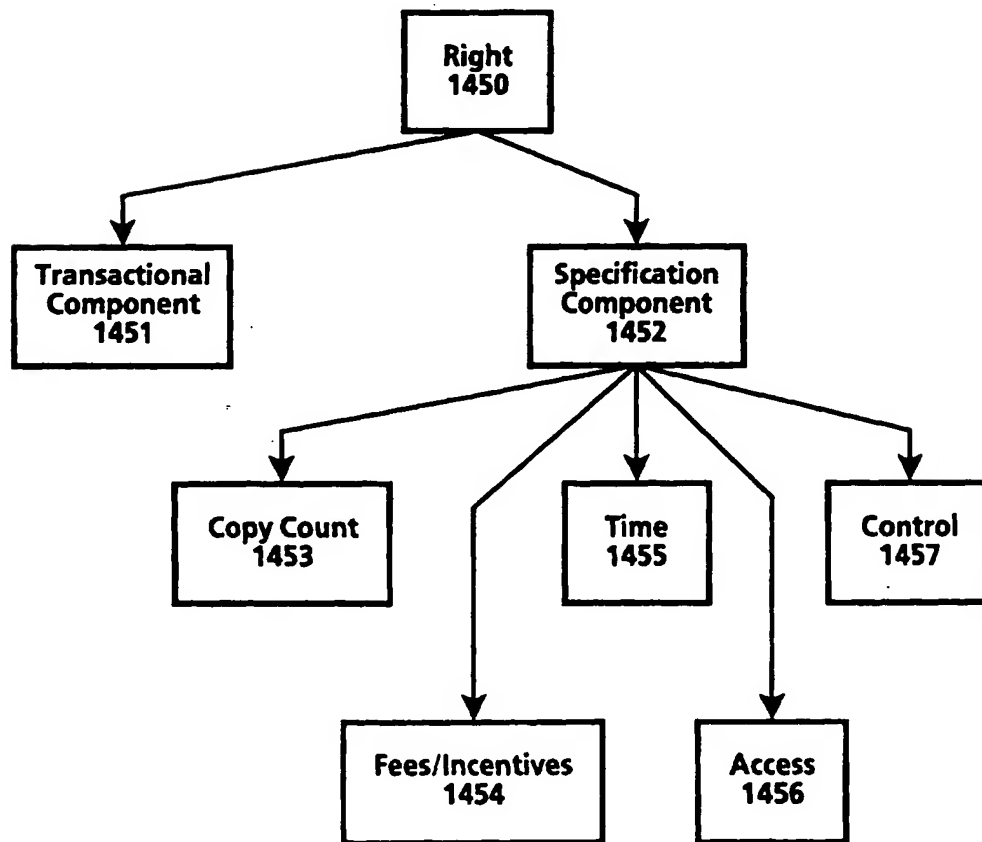 Right
1450
Transactional
Component
1451
Specification
Component
1452
Copy Count
1453
Time
1455
Control
1457
Fees/Incentives
1454
Access
1456